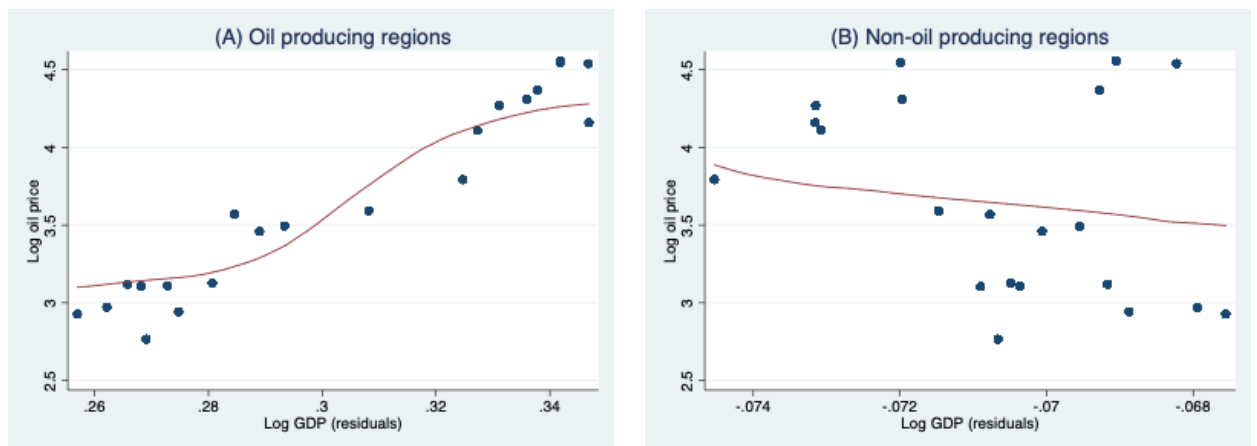 (A) Oil producing regions
Log oil price
4.5
4
3.5
3
2.5
.26 .28 .3 .32 .34
Log GDP (residuals)
(B) Non-oil producing regions
Log oil price
4.5
4
3.5
3
2.5
-.074 -.072 -.07 -.068
Log GDP (residuals)